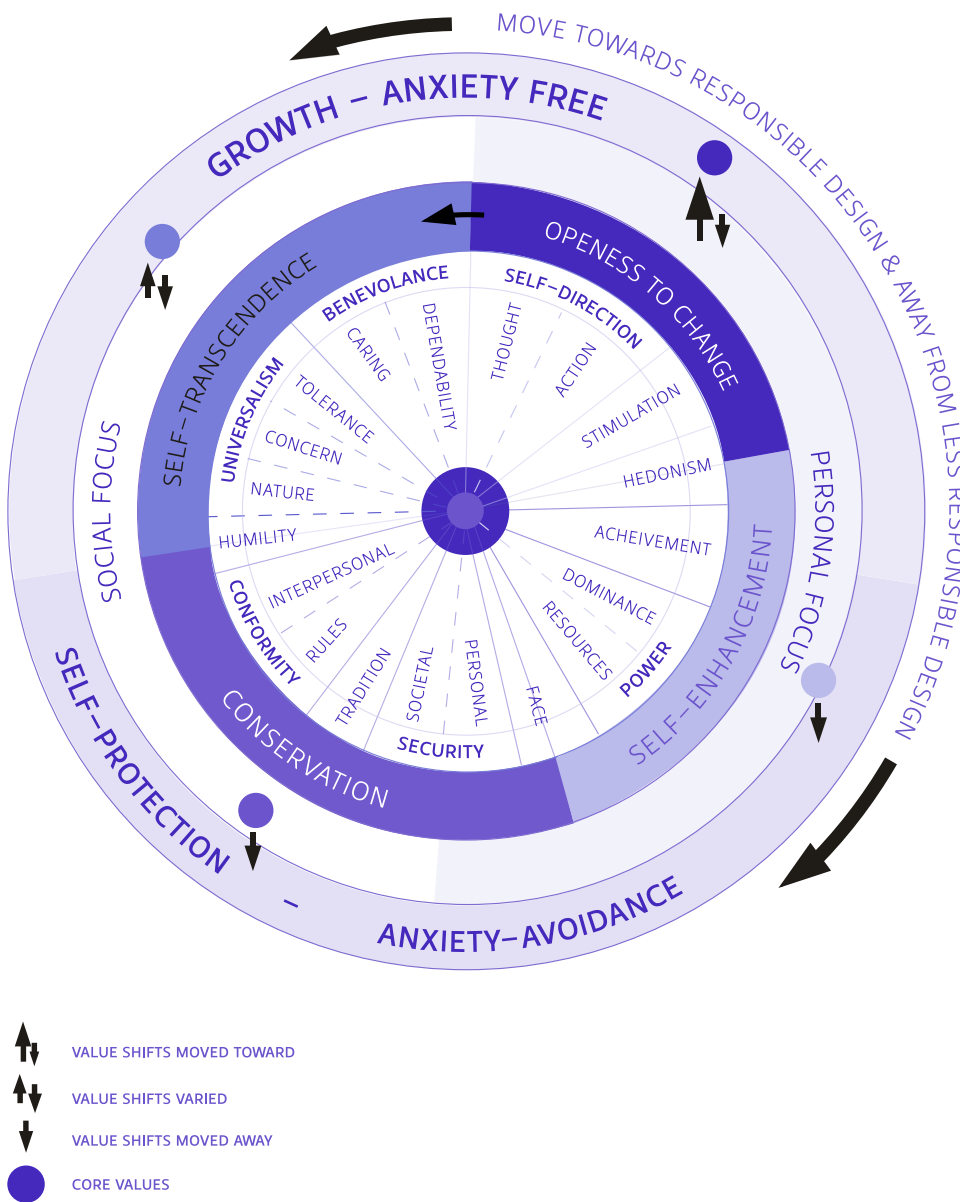 MOVE TOWARDS RESPONSIBLE DESIGN & AWAY FROM LESS RESPONSIBLE DESIGN
GROWTH – ANXIETY FREE
SELF–PROTECTION – ANXIETY–AVOIDANCE
SOCIAL FOCUS
PERSONAL FOCUS
SELF–TRANSCENDENCE
OPENESS TO CHANGE
SELF–ENHANCEMENT
CONSERVATION
BENEVOLANCE
CARING
DEPENDABILITY
SELF–DIRECTION
THOUGHT
ACTION
STIMULATION
HEDONISM
ACHEIVEMENT
DOMINANCE
RESOURCES
POWER
FACE
PERSONAL
SOCIETAL
SECURITY
TRADITION
RULES
INTERPERSONAL
CONFORMITY
HUMILITY
NATURE
CONCERN
TOLERANCE
UNIVERSALISM
VALUE SHIFTS MOVED TOWARD
VALUE SHIFTS VARIED
VALUE SHIFTS MOVED AWAY
CORE VALUES